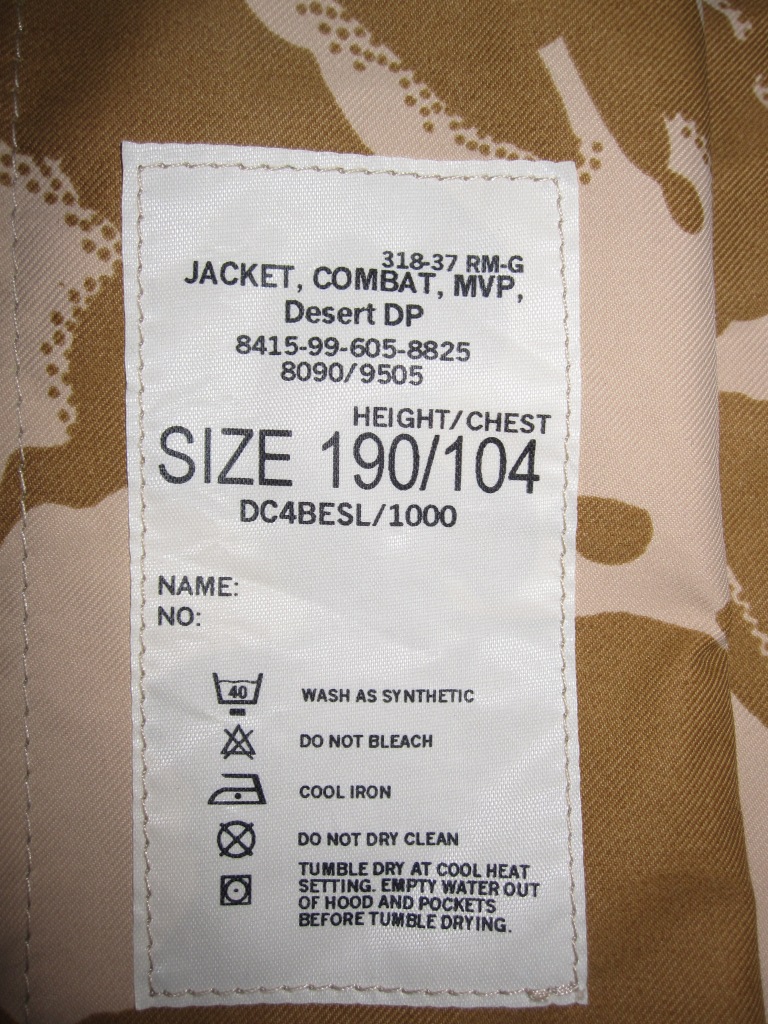 318-37 RM-G
JACKET, COMBAT, MVP,
Desert DP
8415-99-605-8825
8090/9505
HEIGHT/CHEST
SIZE 190/104
DC4BESL/1000
NAME:
NO:
40 WASH AS SYNTHETIC
DO NOT BLEACH
COOL IRON
DO NOT DRY CLEAN
TUMBLE DRY AT COOL HEAT
SETTING. EMPTY WATER OUT
OF HOOD AND POCKETS
BEFORE TUMBLE DRYING.